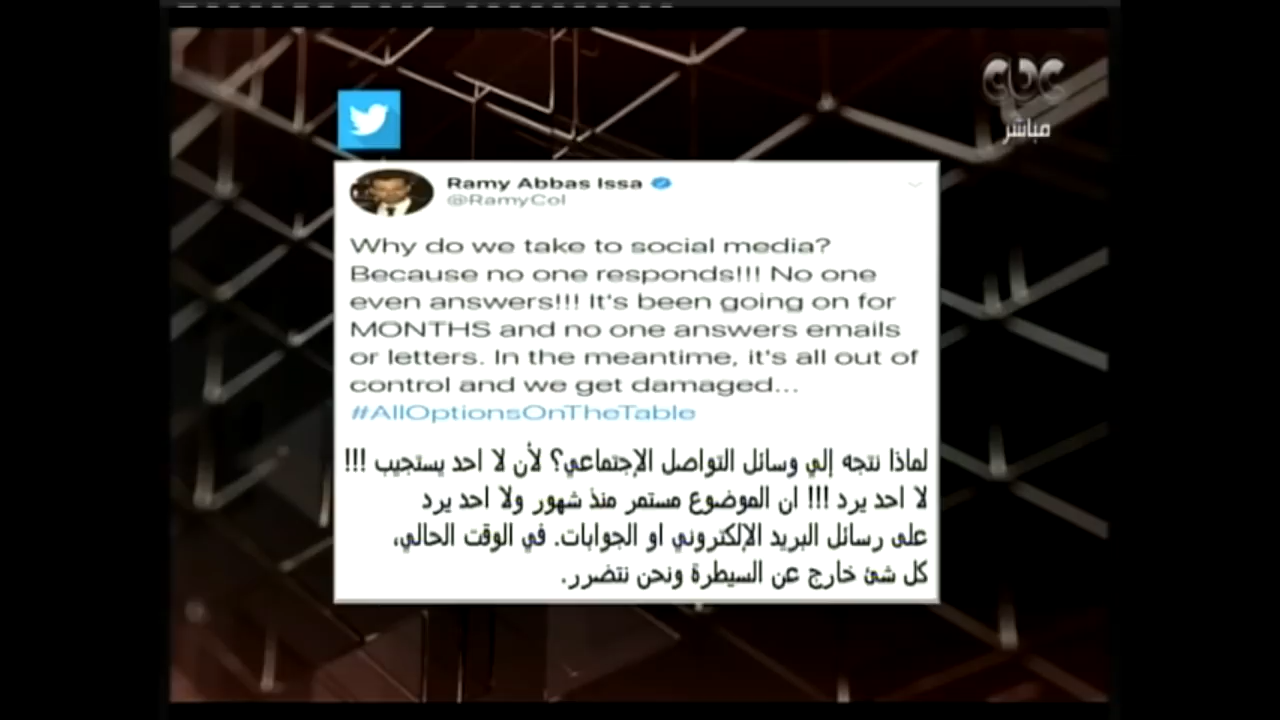 cbc
مباشر
Ramy Abbas Issa
@RamyCol
Why do we take to social media?
Because no one responds!!! No one
even answers!!! It's been going on for
MONTHS and no one answers emails
or letters. In the meantime, it's all out of
control and we get damaged...
#AllOptionsOnTheTable
لماذا نتجه إلي وسائل التواصل الإجتماعي؟ لأن لا احد يستجيب !!!
لا احد يرد !!! ان الموضوع مستمر منذ شهور ولا احد يرد
على رسائل البريد الإلكتروني او الجوابات. في الوقت الحالي،
كل شئ خارج عن السيطرة ونحن نتضرر.